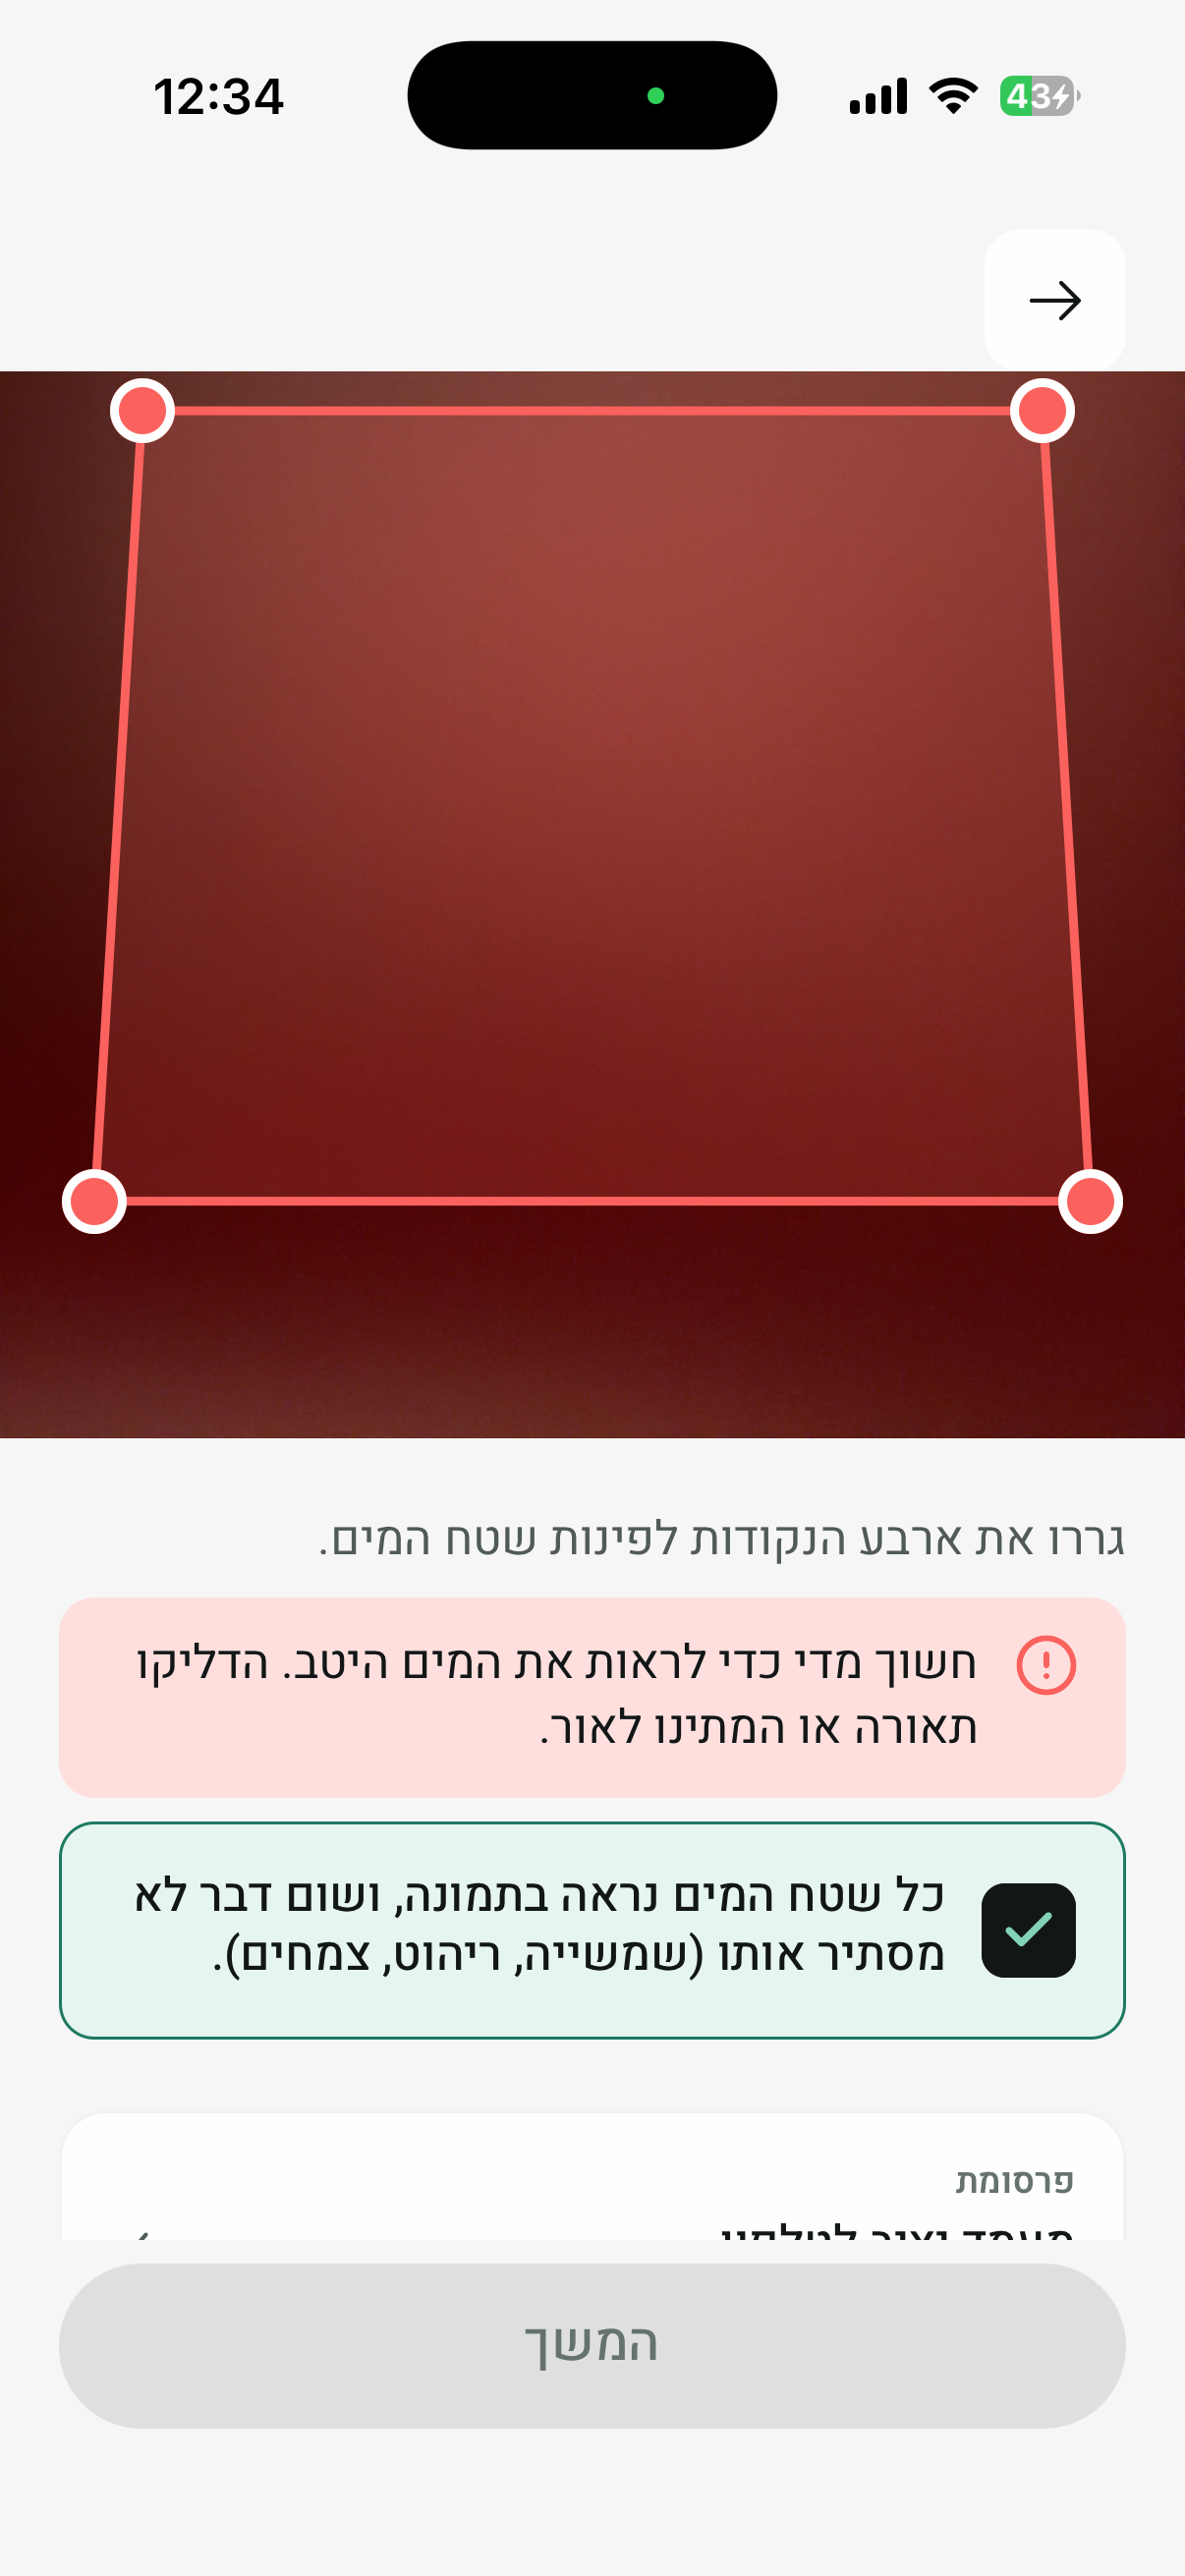 12:34
43
גררו את ארבע הנקודות לפינות שטח המים.
חשוך מדי כדי לראות את המים היטב. הדליקו
תאורה או המתינו לאור.
כל שטח המים נראה בתמונה, ושום דבר לא
מסתיר אותו (שמשייה, ריהוט, צמחים).
פרסומת
המשך